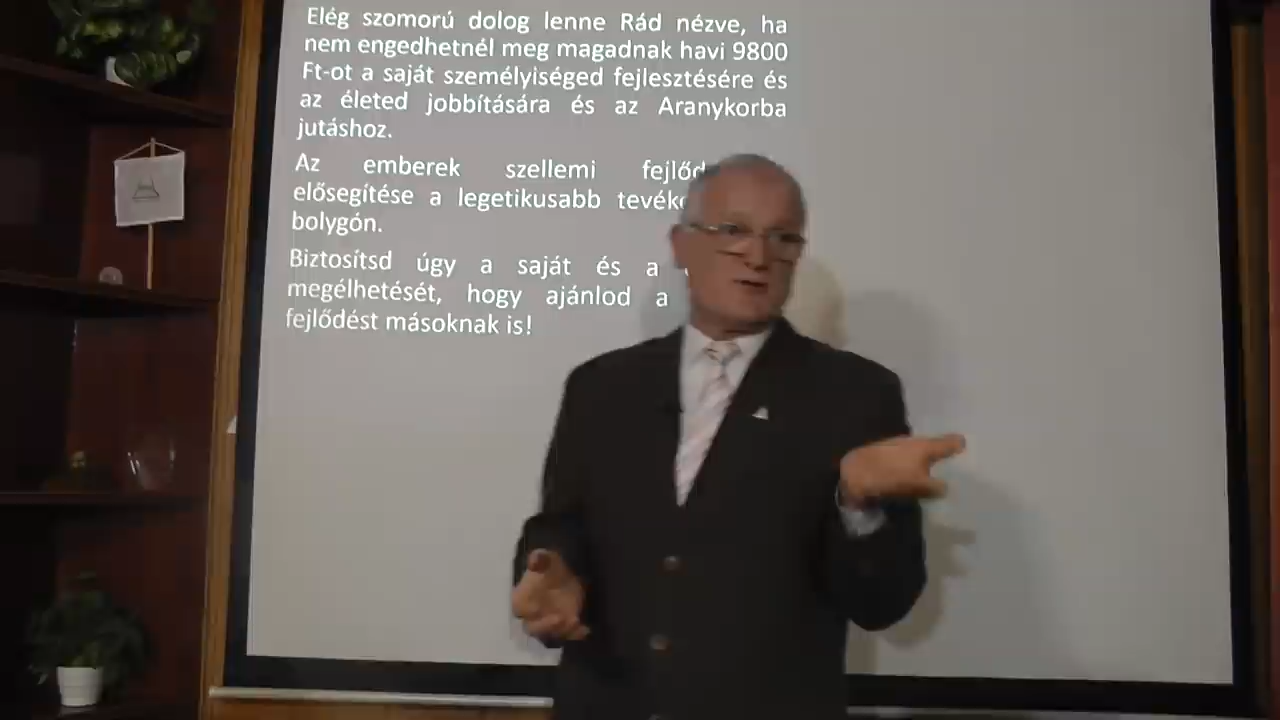 Elég szomorú dolog lenne Rád nézve, ha
nem engedhetnél meg magadnak havi 9800
Ft-ot a saját személyiséged fejlesztésére és
az életed jobbítására és az Aranykorba
jutáshoz.
Az emberek szellemi
elősegítése a legetikusabb
bolygón.
Biztosítsd úgy a saját és a
megélhetését, hogy ajánlod a
fejlődést másoknak is!